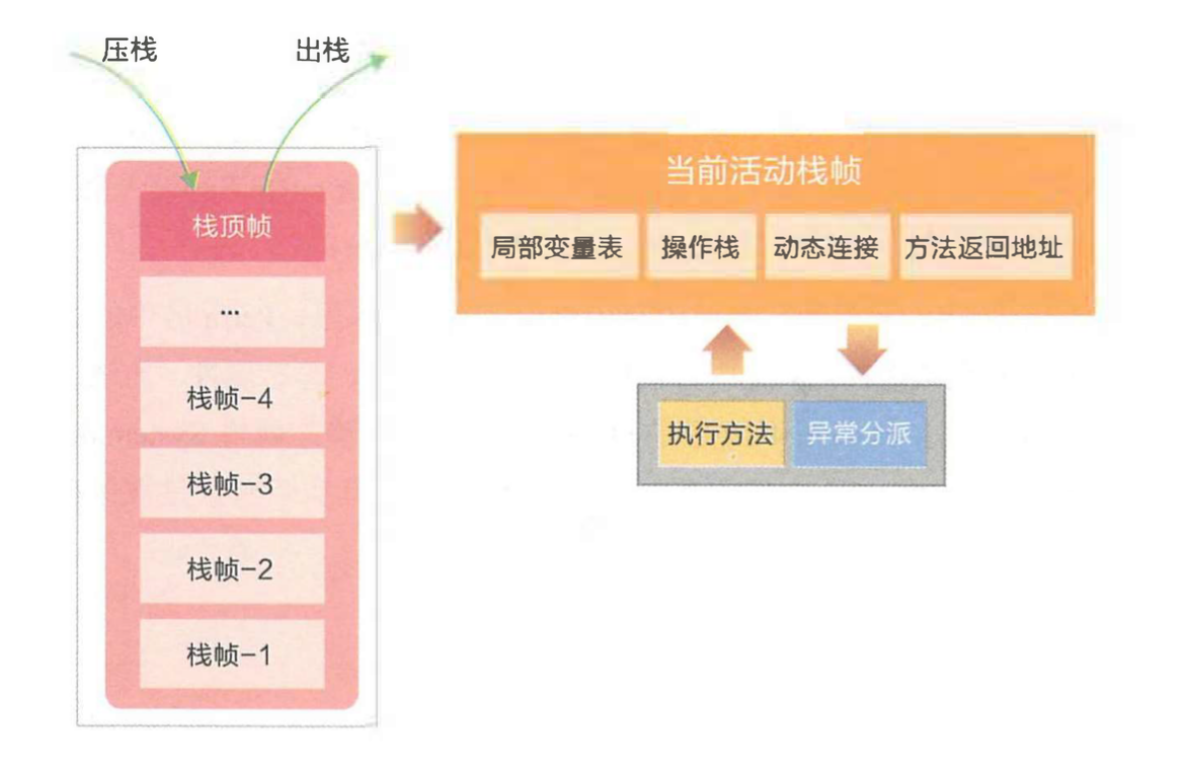 压栈
出栈
栈顶帧
...
栈帧-4
栈帧-3
栈帧-2
栈帧-1
当前活动栈帧
局部变量表
操作栈
动态连接
方法返回地址
执行方法
异常分派